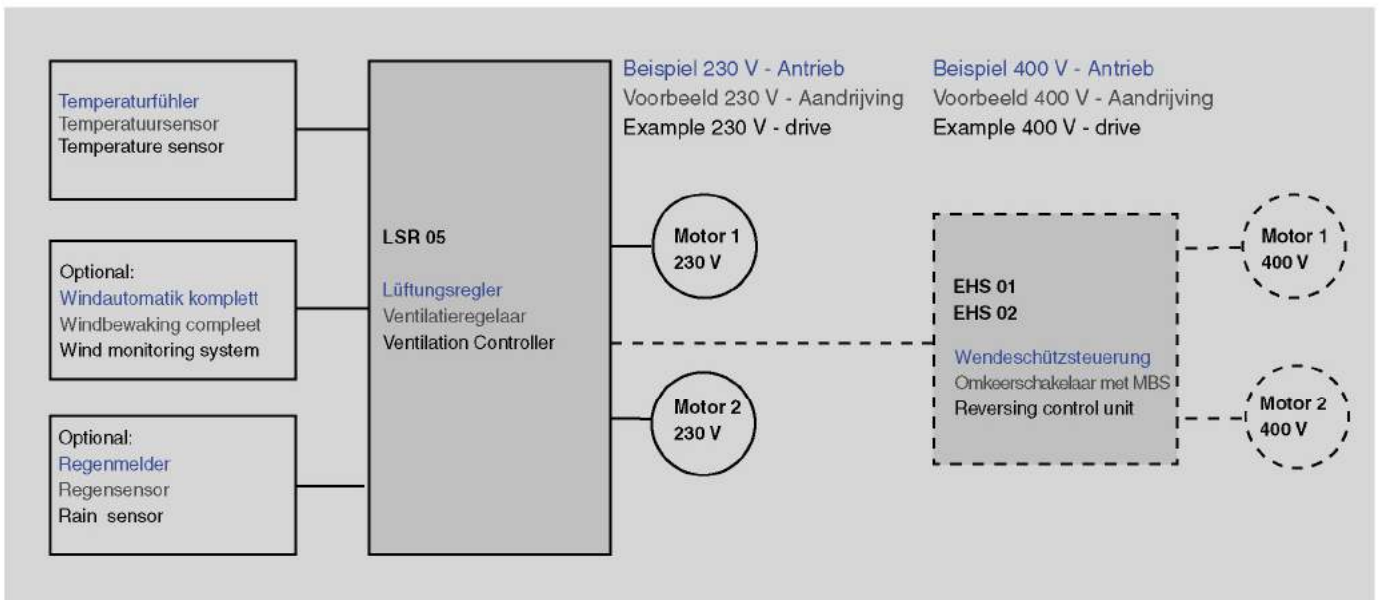 Temperaturfühler
Temperatuursensor
Temperature sensor
Optional:
Windautomatik komplett
Windbewaking compleet
Wind monitoring system
Optional:
Regenmelder
Regensensor
Rain sensor
LSR 05
Lüftungsregler
Ventilatieregelaar
Ventilation Controller
Beispiel 230 V - Antrieb
Voorbeeld 230 V - Aandrijving
Example 230 V - drive
Motor 1
230 V
Motor 2
230 V
Beispiel 400 V - Antrieb
Voorbeeld 400 V - Aandrijving
Example 400 V - drive
EHS 01
EHS 02
Wendeschützsteuerung
Omkeerschakelaar met MBS
Reversing control unit
Motor 1
400 V
Motor 2
400 V